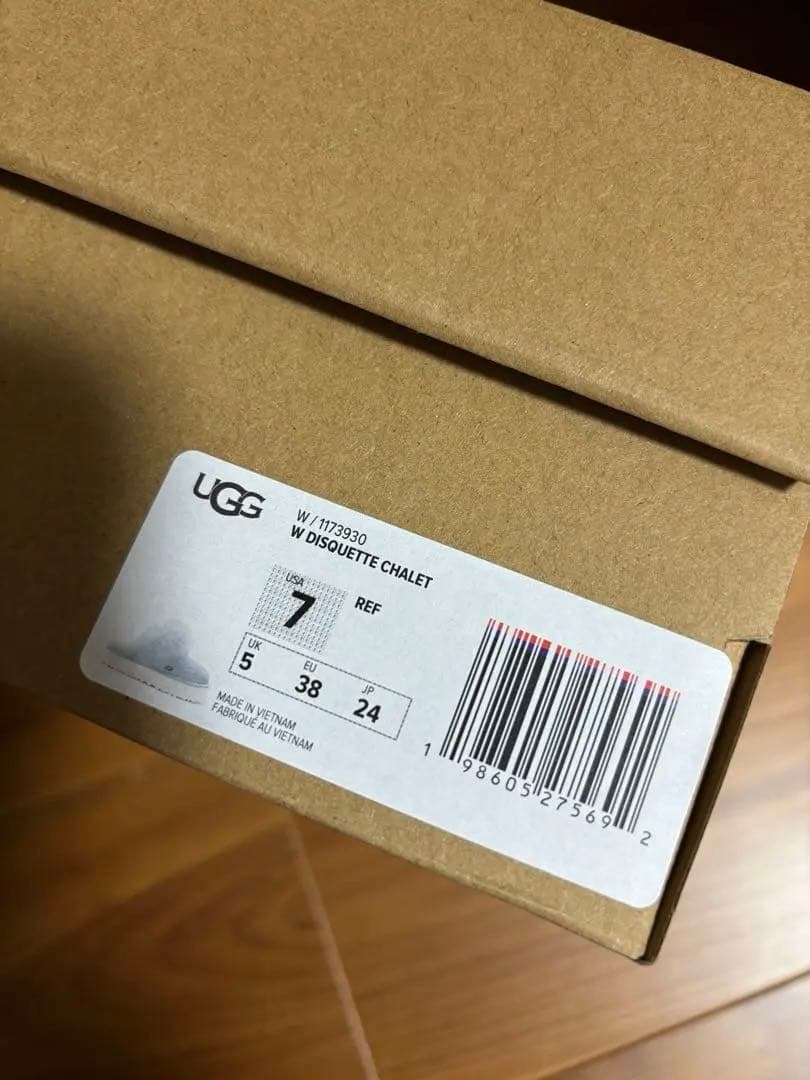 UGG
W / 1173930
W DISQUETTE CHALET
USA
7
REF
UK
5
EU
38
JP
24
MADE IN VIETNAM
FABRIQUÉ AU VIETNAM
1 98605 27569 2